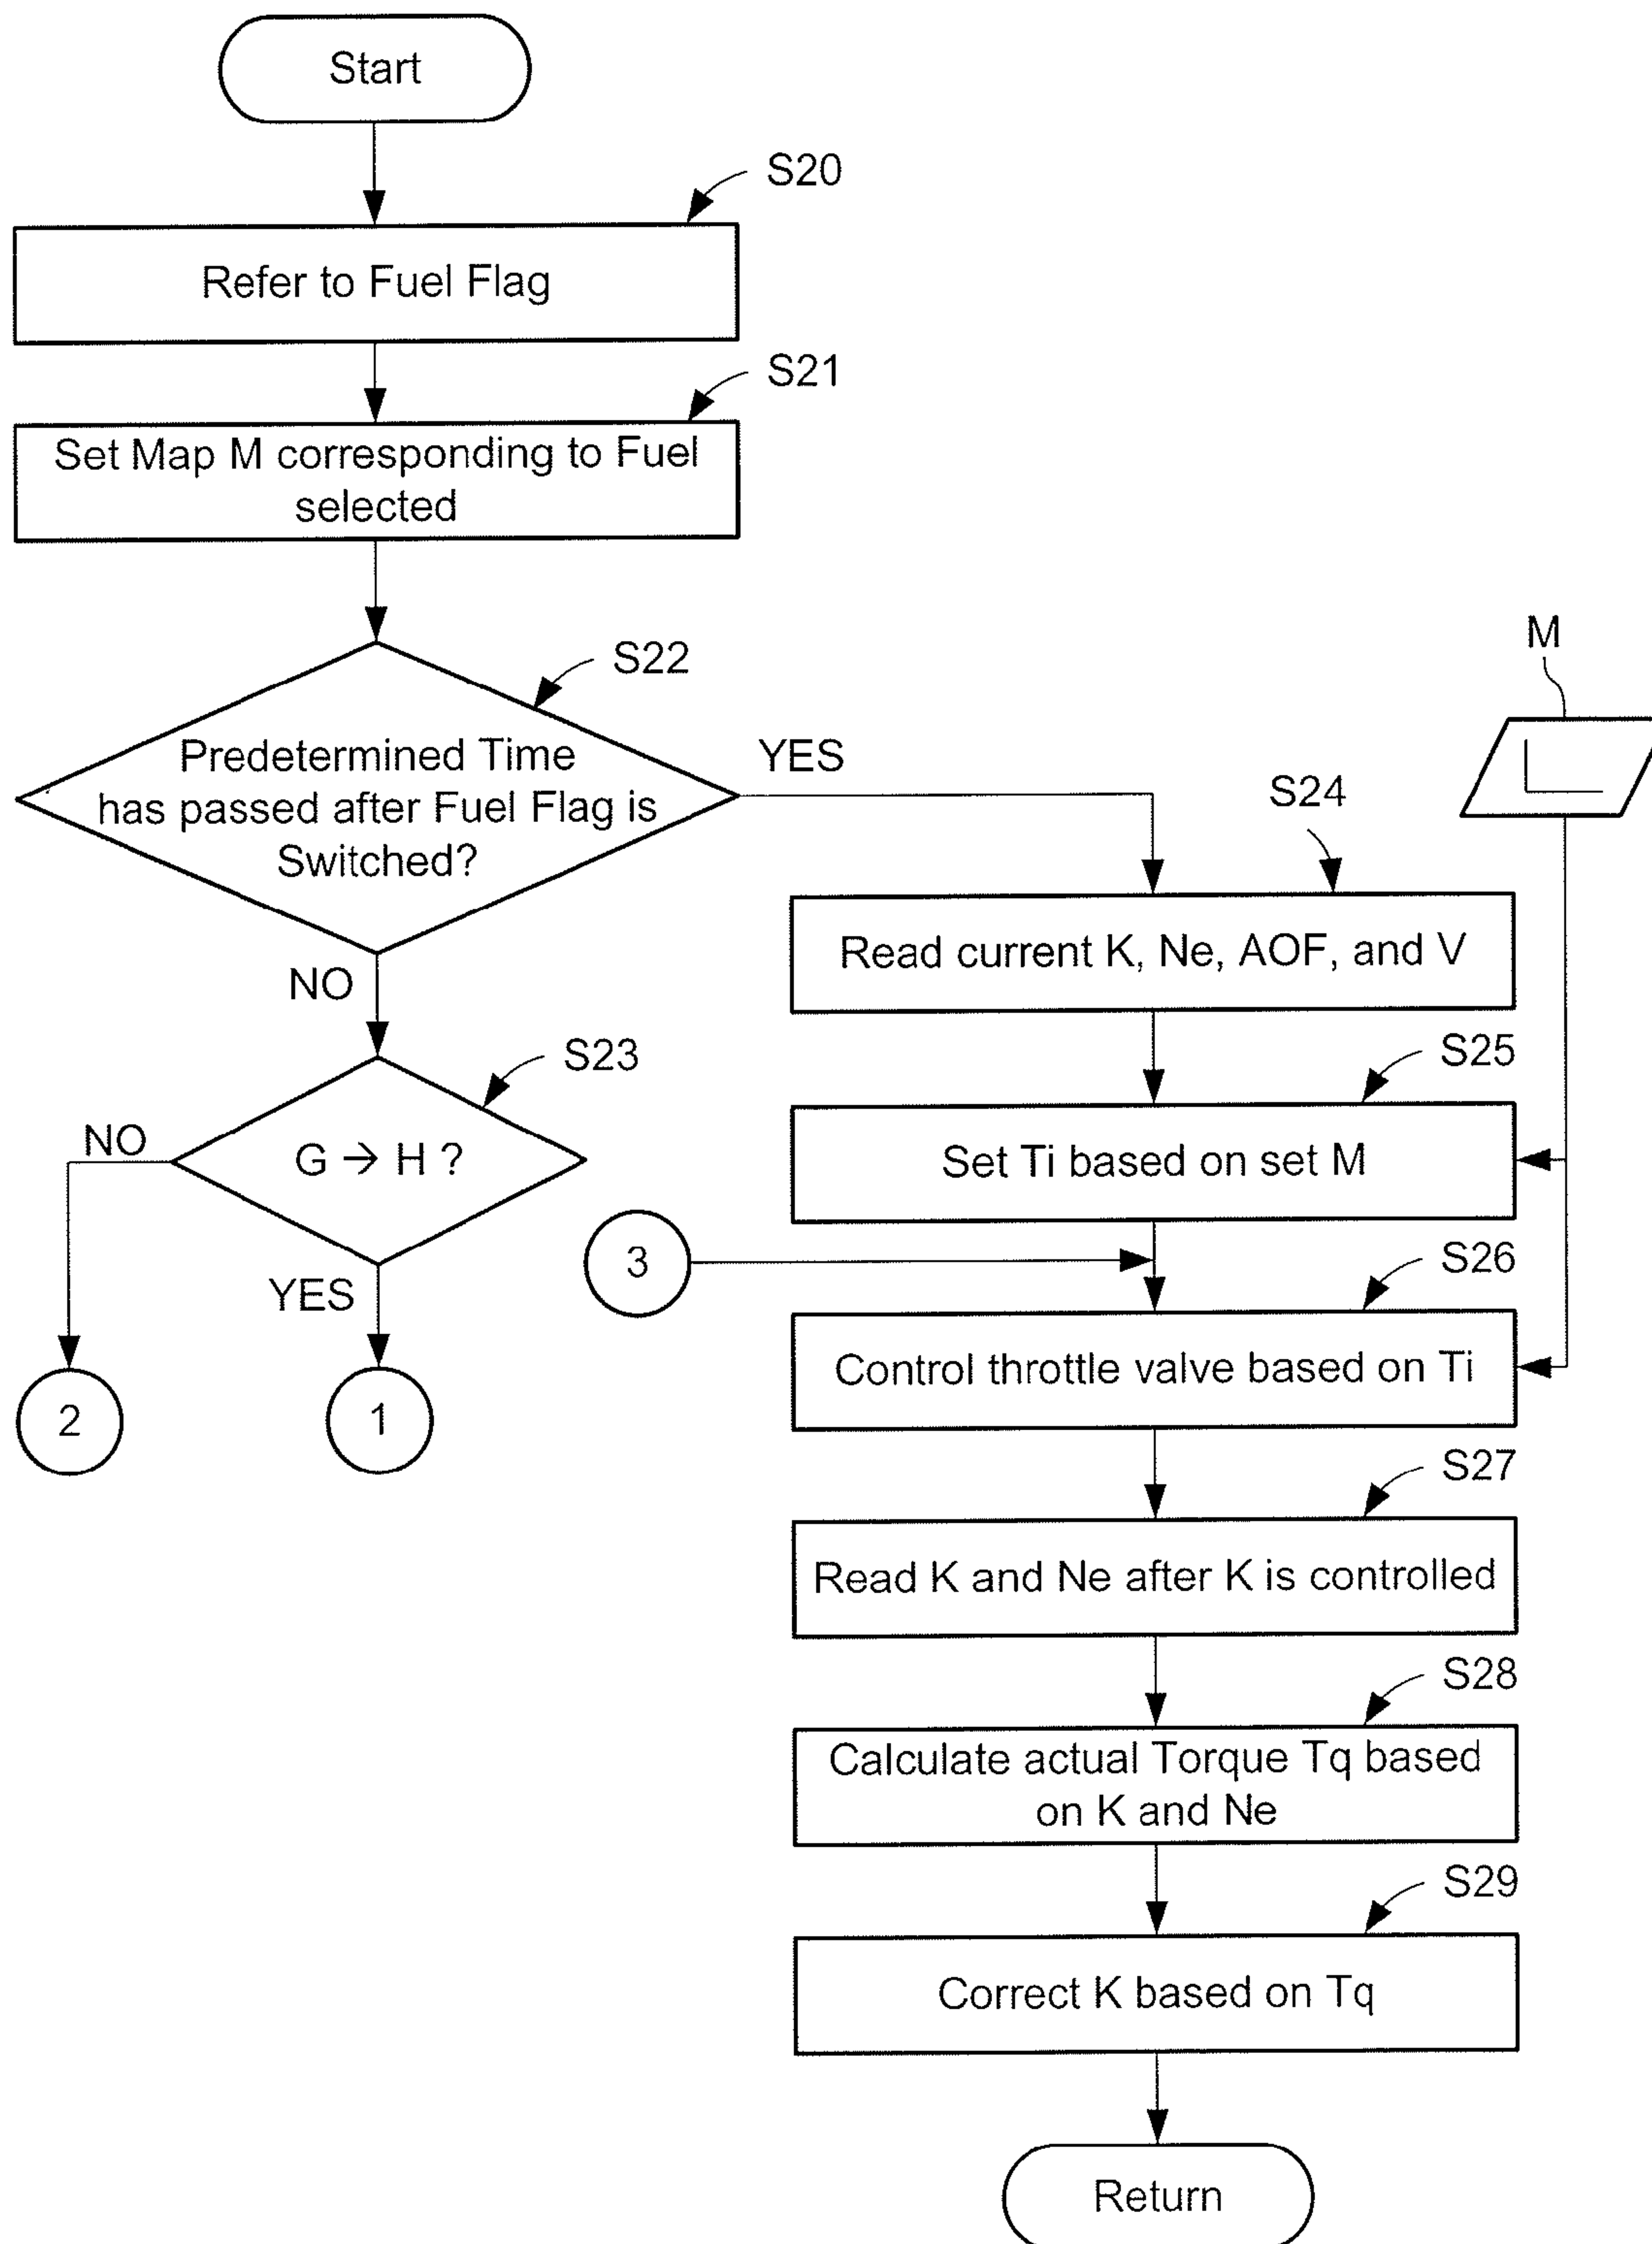 Start
S20
Refer to Fuel Flag
S21
Set Map M corresponding to Fuel
selected
S22
Predetermined Time
has passed after Fuel Flag is
Switched?
YES
NO
S23
G → H ?
NO
YES
2
1
M
S24
Read current K, Ne, AOF, and V
S25
Set Ti based on set M
3
S26
Control throttle valve based on Ti
S27
Read K and Ne after K is controlled
S28
Calculate actual Torque Tq based
on K and Ne
S29
Correct K based on Tq
Return